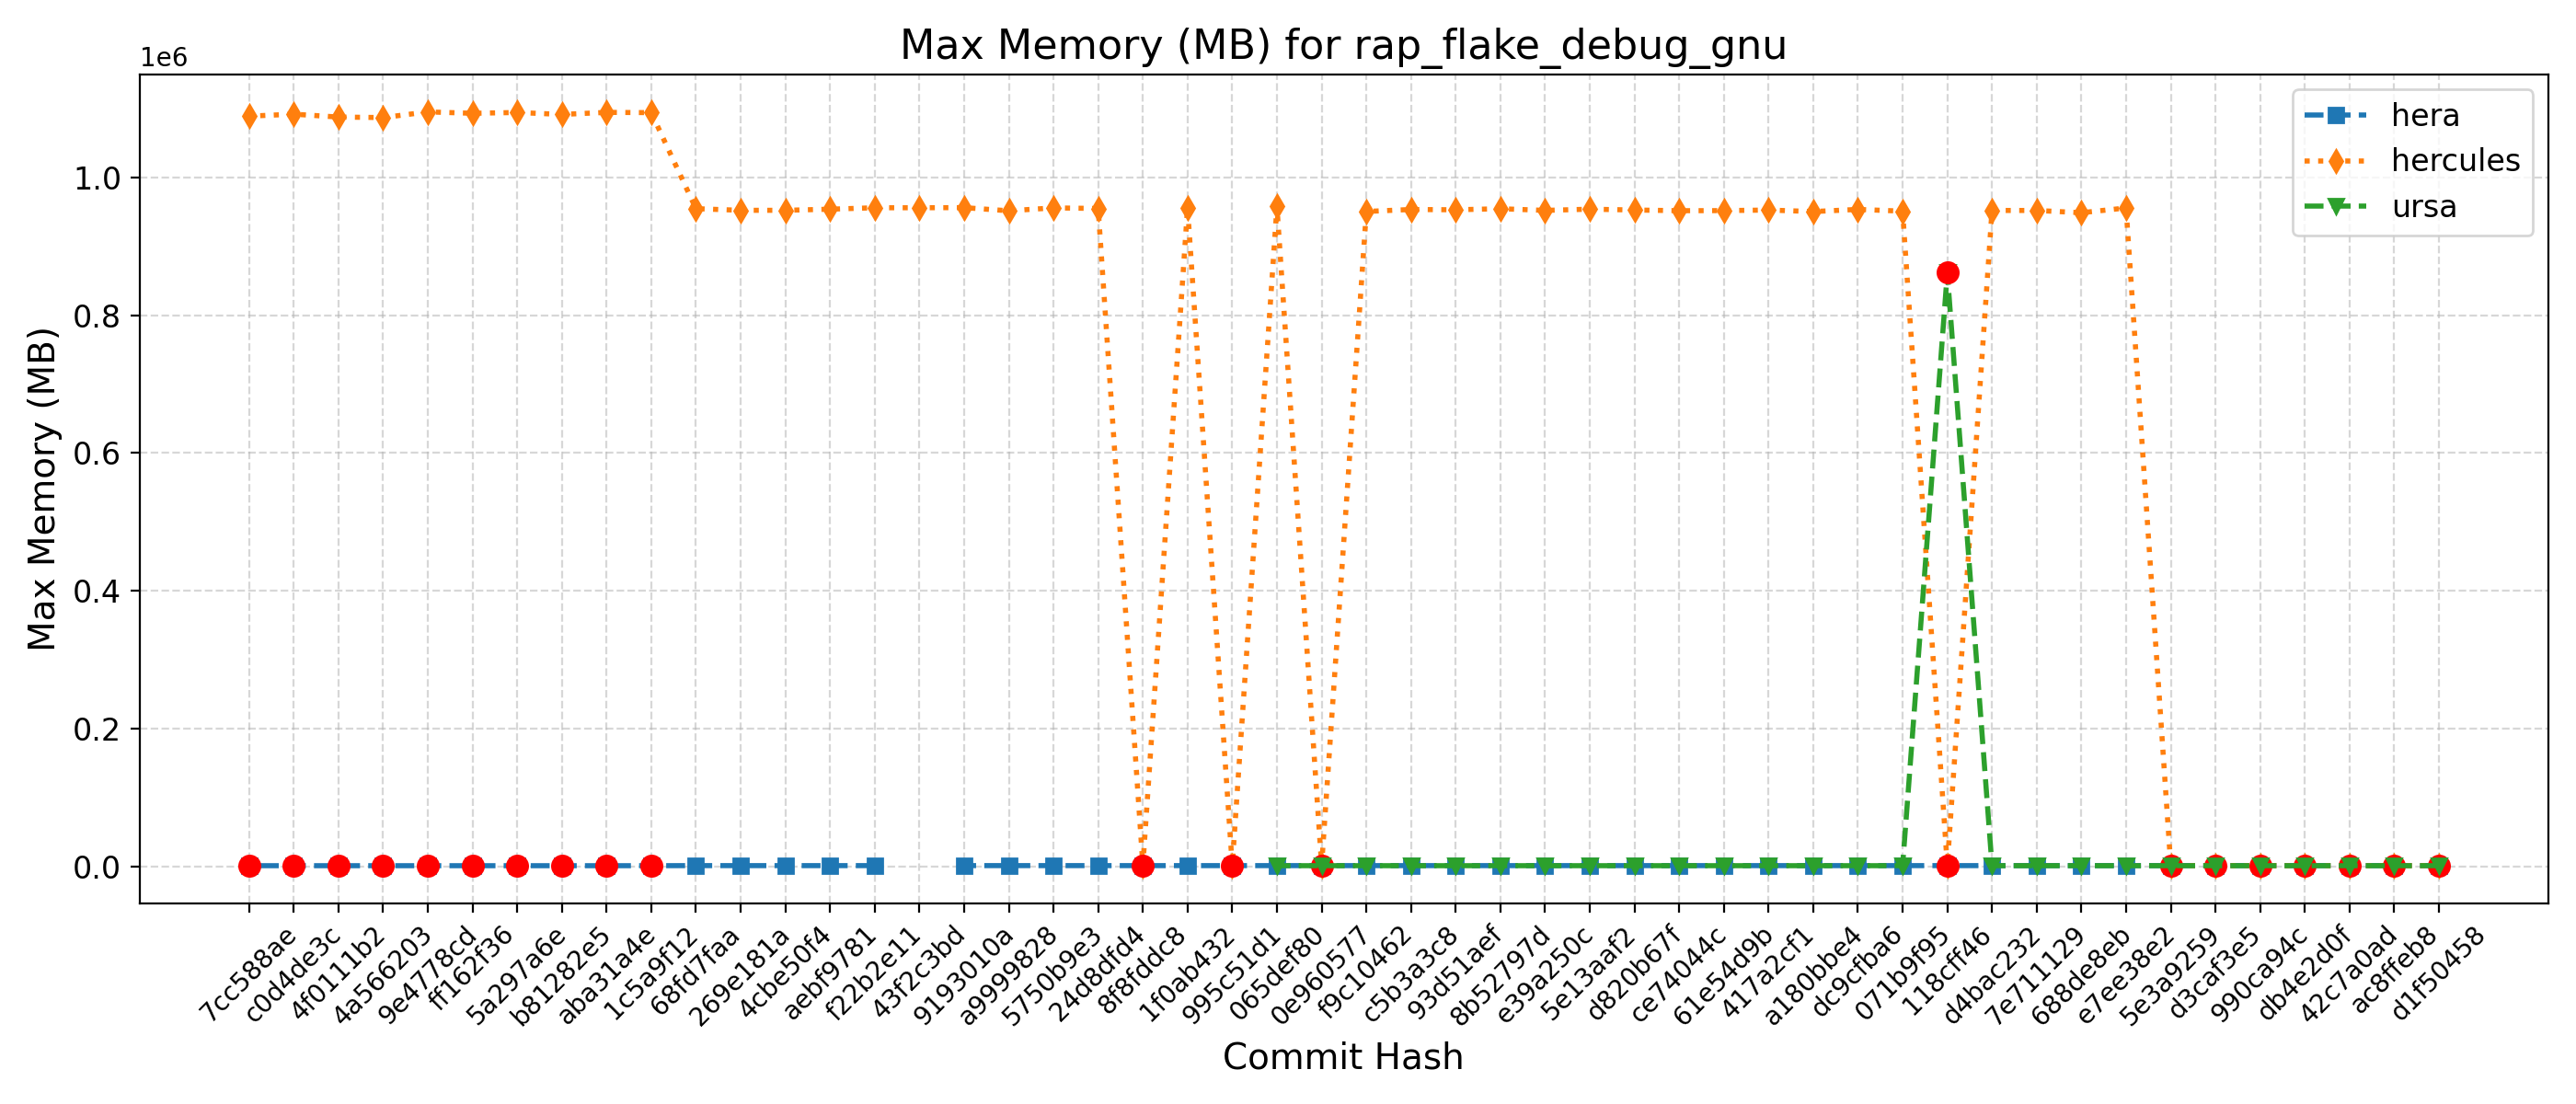 Max Memory (MB) for rap_flake_debug_gnu
1e6
hera
hercules
ursa
Max Memory (MB)
1.0
0.8
0.6
0.4
0.2
0.0
7cc588ae
c0d4de3c
4f0111b2
4a566203
9e4778cd
ff162f36
5a297a6e
b81282e5
aba31a4e
1c5a9f12
68fd7faa
269e181a
4cbe50f4
aebf9781
f22b2e11
43f2c3bd
9193010a
a9999828
5750b9e3
24d8dfd4
8f8fddc8
1f0ab432
995c51d1
065def80
0e960577
f9c10462
c5b3a3c8
93d51aef
8b52797d
e39a250c
5e13aaf2
d820b67f
ce74044c
61e54d9b
417a2cf1
a180bbe4
dc9cfba6
071b9f95
118cff46
d4bac232
7e711129
688de8eb
e7ee38e2
5e3a9259
d3caf3e5
990ca94c
db4e2d0f
42c7a0ad
ac8ffeb8
d1f50458
Commit Hash